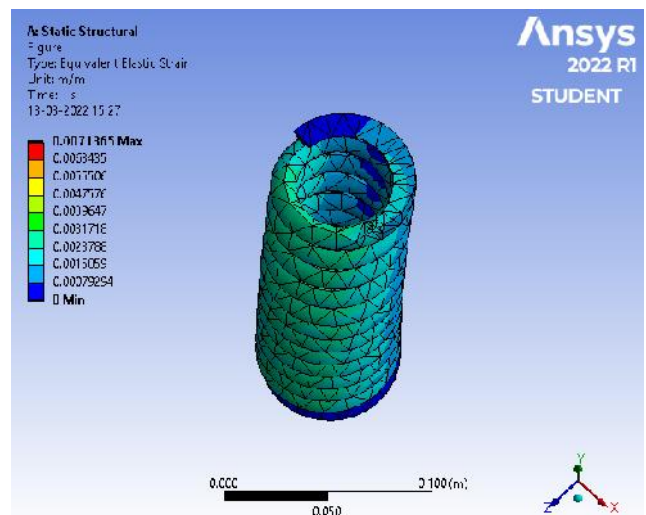 A: Static Structural
Figure
Type: Equivalent Elastic Strain
Unit: m/m
Time: 1 s
13-03-2022 15:27
0.0071365 Max
0.0063435
0.0055506
0.0047576
0.0039647
0.0031718
0.0023788
0.0015859
0.00079294
0 Min
Ansys
2022 R1
STUDENT
0.000
0.100 (m)
0.050
Y
Z
X